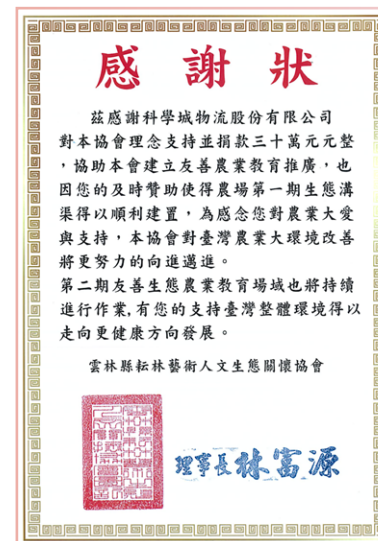 感謝狀
茲感謝科學城物流股份有限公司
對本協會理念支持並捐款三十萬元元整
，協助本會建立友善農業教育推廣，也
因您的及時贊助使得農場第一期生態溝
渠得以順利建置，為感念您對農業大愛
與支持，本協會對臺灣農業大環境改善
將更努力的向進邁進。
第二期友善生態農業教育場域也將持續
進行作業,有您的支持臺灣整體環境得以
走向更健康方向發展。
雲林縣耘林藝術人文生態關懷協會
理事長林富源